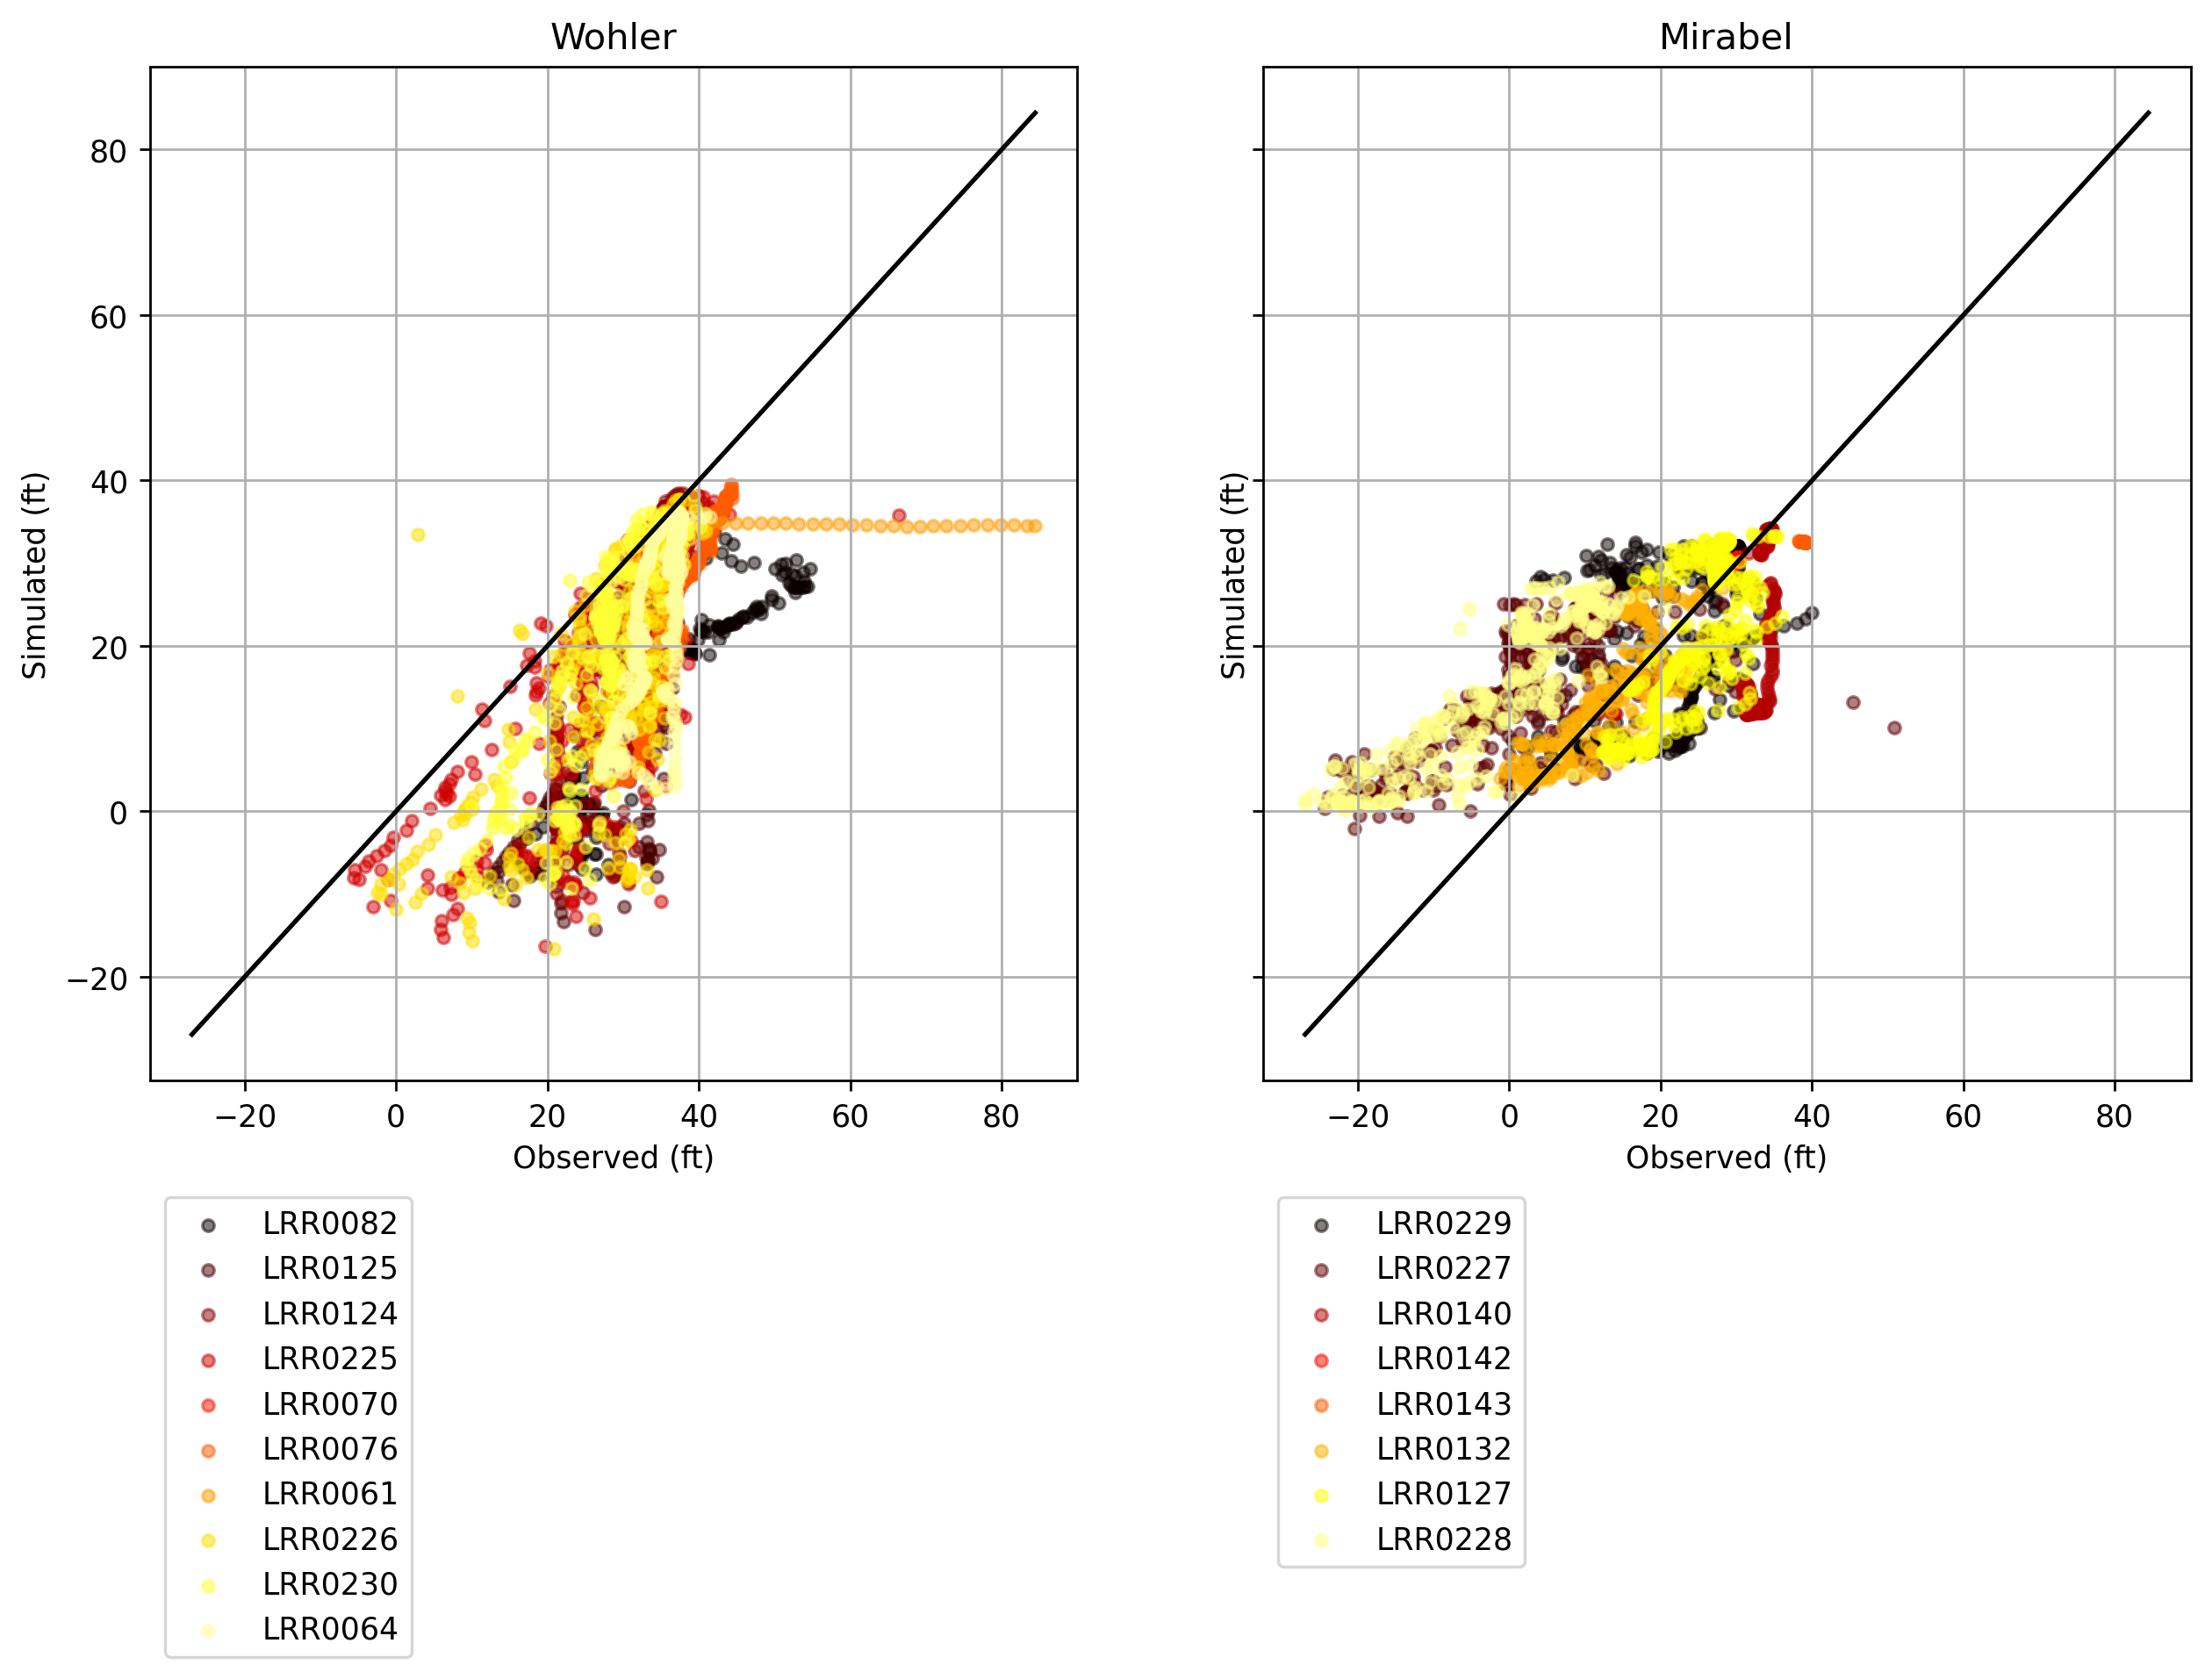 Wohler
80
60
40
20
0
−20
Simulated (ft)
−20 0 20 40 60 80
Observed (ft)
LRR0082
LRR0125
LRR0124
LRR0225
LRR0070
LRR0076
LRR0061
LRR0226
LRR0230
LRR0064
Mirabel
Simulated (ft)
−20 0 20 40 60 80
Observed (ft)
LRR0229
LRR0227
LRR0140
LRR0142
LRR0143
LRR0132
LRR0127
LRR0228